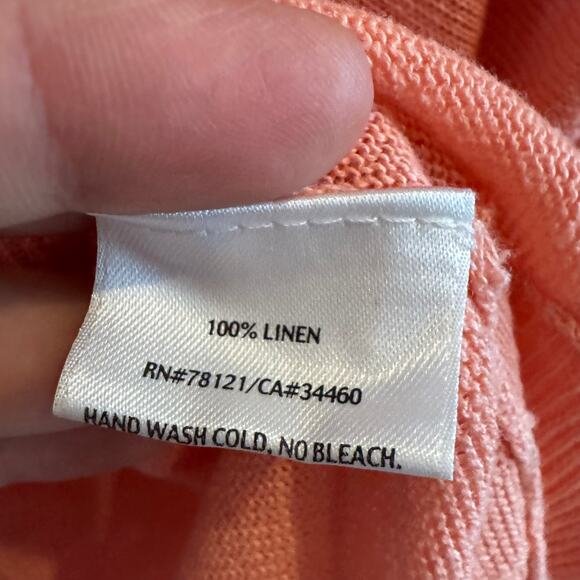 100% LINEN
RN#78121/CA#34460
HAND WASH COLD, NO BLEACH.